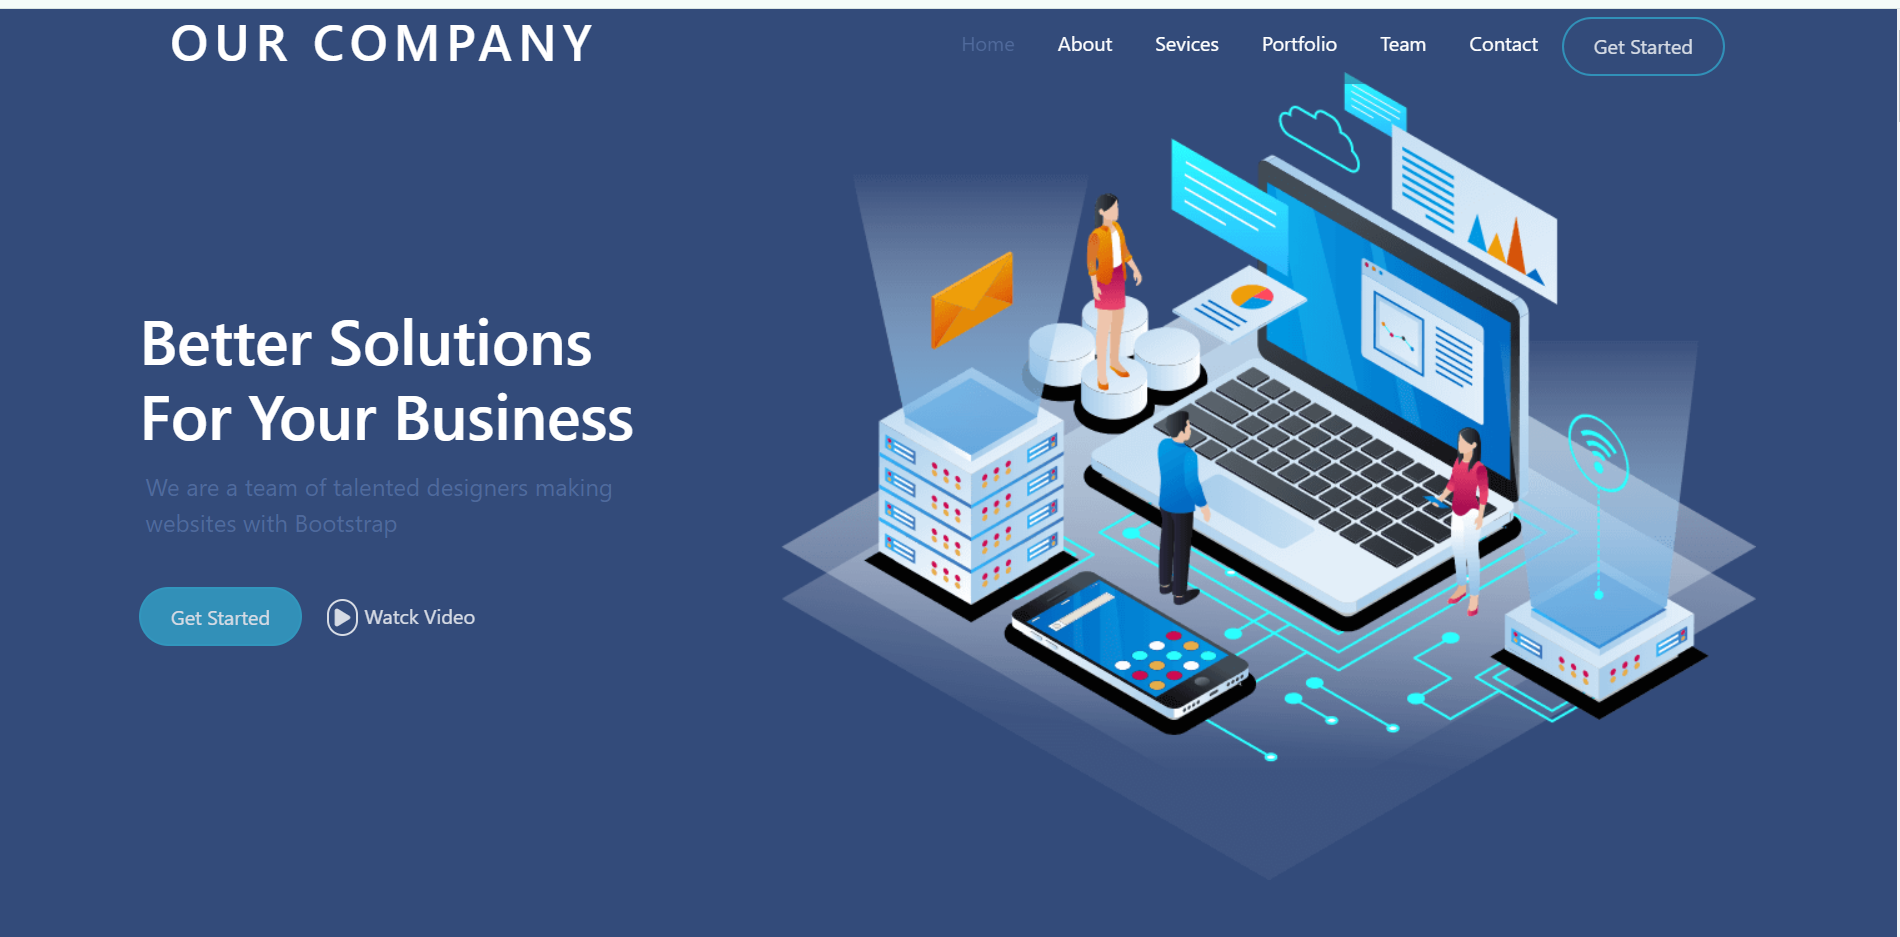 OUR COMPANY
Home About Sevices Portfolio Team Contact Get Started
Better Solutions
For Your Business
We are a team of talented designers making
websites with Bootstrap
Get Started Watck Video